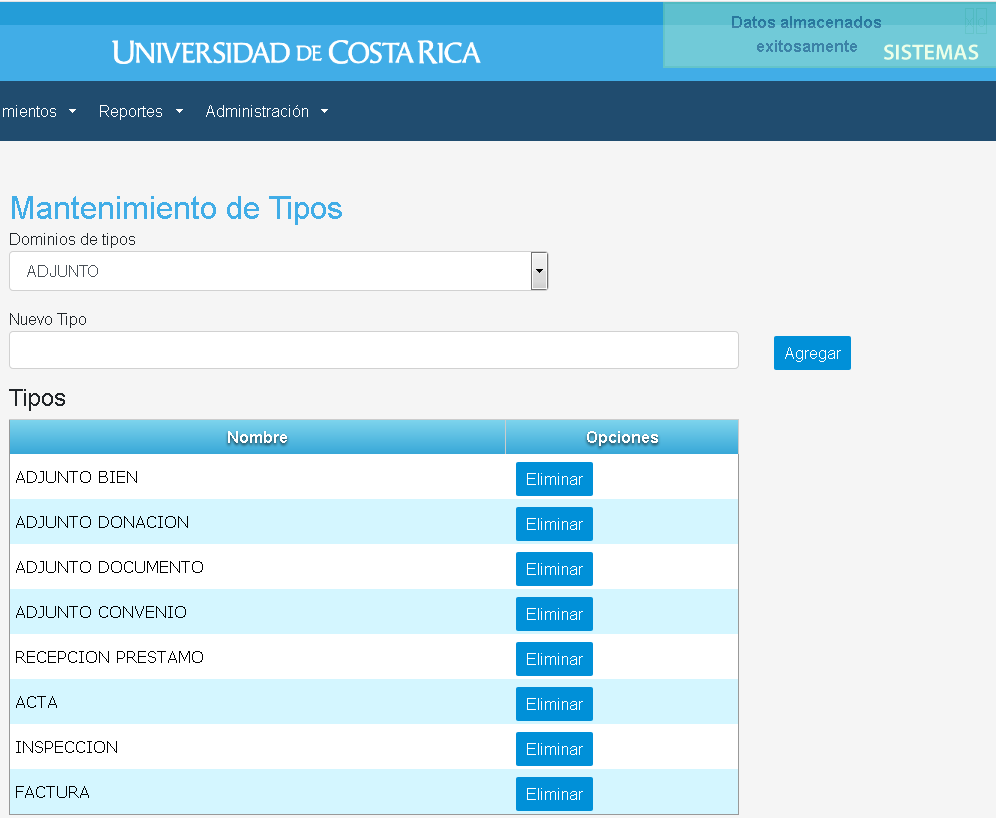 Datos almacenados
exitosamente
UNIVERSIDAD DE COSTA RICA
SISTEMAS
mientos
Reportes
Administración
Mantenimiento de Tipos
Dominios de tipos
ADJUNTO
Nuevo Tipo
Agregar
Tipos
Nombre Opciones
ADJUNTO BIEN Eliminar
ADJUNTO DONACION Eliminar
ADJUNTO DOCUMENTO Eliminar
ADJUNTO CONVENIO Eliminar
RECEPCION PRESTAMO Eliminar
ACTA Eliminar
INSPECCION Eliminar
FACTURA Eliminar